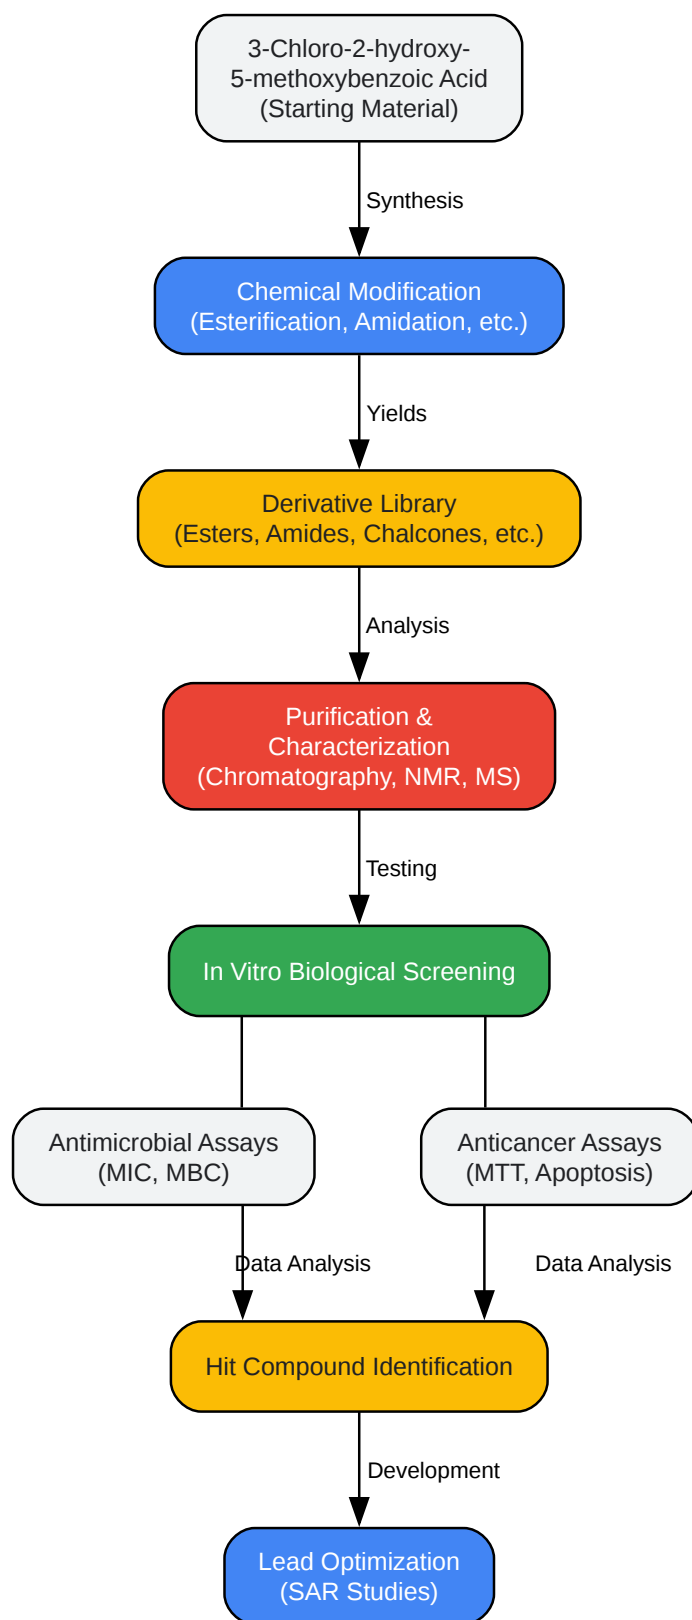 3-Chloro-2-hydroxy-
5-methoxybenzoic Acid
(Starting Material)
Synthesis
Chemical Modification
(Esterification, Amidation, etc.)
Yields
Derivative Library
(Esters, Amides, Chalcones, etc.)
Analysis
Purification &
Characterization
(Chromatography, NMR, MS)
Testing
In Vitro Biological Screening
Antimicrobial Assays
(MIC, MBC)
Anticancer Assays
(MTT, Apoptosis)
Data Analysis
Data Analysis
Hit Compound Identification
Development
Lead Optimization
(SAR Studies)